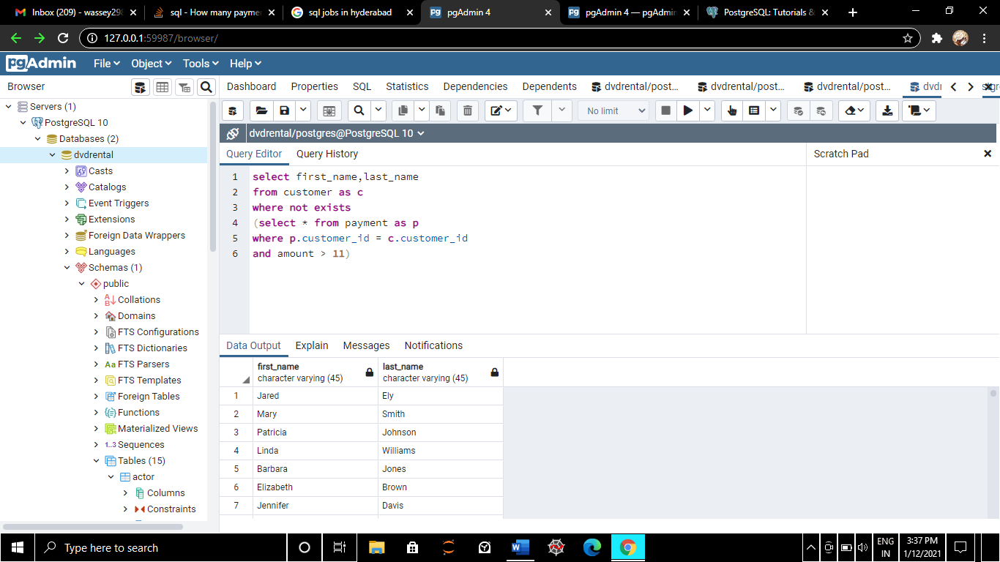 Inbox (209) - wassey298
sql - How many paymen
sql jobs in hyderabad
pgAdmin 4
pgAdmin 4 — pgAdmin
PostgreSQL: Tutorials &
127.0.0.1:59987/browser/
pgAdmin
File
Object
Tools
Help
Browser
Dashboard
Properties
SQL
Statistics
Dependencies
Dependents
dvdrental/post...
dvdrental/post...
dvdrental/post...
No limit
dvdrental/postgres@PostgreSQL 10
Servers (1)
PostgreSQL 10
Databases (2)
dvdrental
Casts
Catalogs
Event Triggers
Extensions
Foreign Data Wrappers
Languages
Schemas (1)
public
Collations
Domains
FTS Configurations
FTS Dictionaries
Aa FTS Parsers
FTS Templates
Foreign Tables
Functions
Materialized Views
1..3 Sequences
Tables (15)
actor
Columns
Constraints
Query Editor
Query History
Scratch Pad
1 select first_name,last_name
2 from customer as c
3 where not exists
4 (select * from payment as p
5 where p.customer_id = c.customer_id
6 and amount > 11)
Data Output
Explain
Messages
Notifications
first_name
character varying (45)
last_name
character varying (45)
1 Jared Ely
2 Mary Smith
3 Patricia Johnson
4 Linda Williams
5 Barbara Jones
6 Elizabeth Brown
7 Jennifer Davis
Type here to search
ENG
IN
3:37 PM
1/12/2021